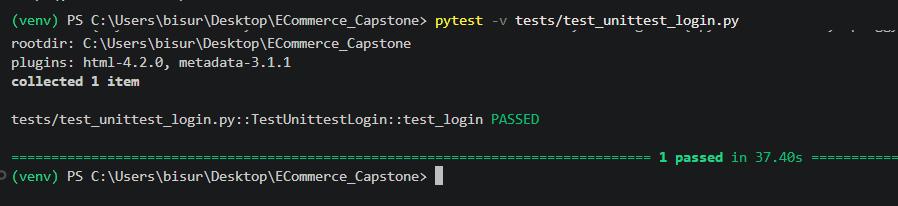 (venv) PS C:\Users\bisur\Desktop\ECommerce_Capstone> pytest -v tests/test_unittest_login.py
rootdir: C:\Users\bisur\Desktop\ECommerce_Capstone
plugins: html-4.2.0, metadata-3.1.1
collected 1 item
tests/test_unittest_login.py::TestUnittestLogin::test_login PASSED
============================================================================ 1 passed in 37.40s ===========
(venv) PS C:\Users\bisur\Desktop\ECommerce_Capstone>